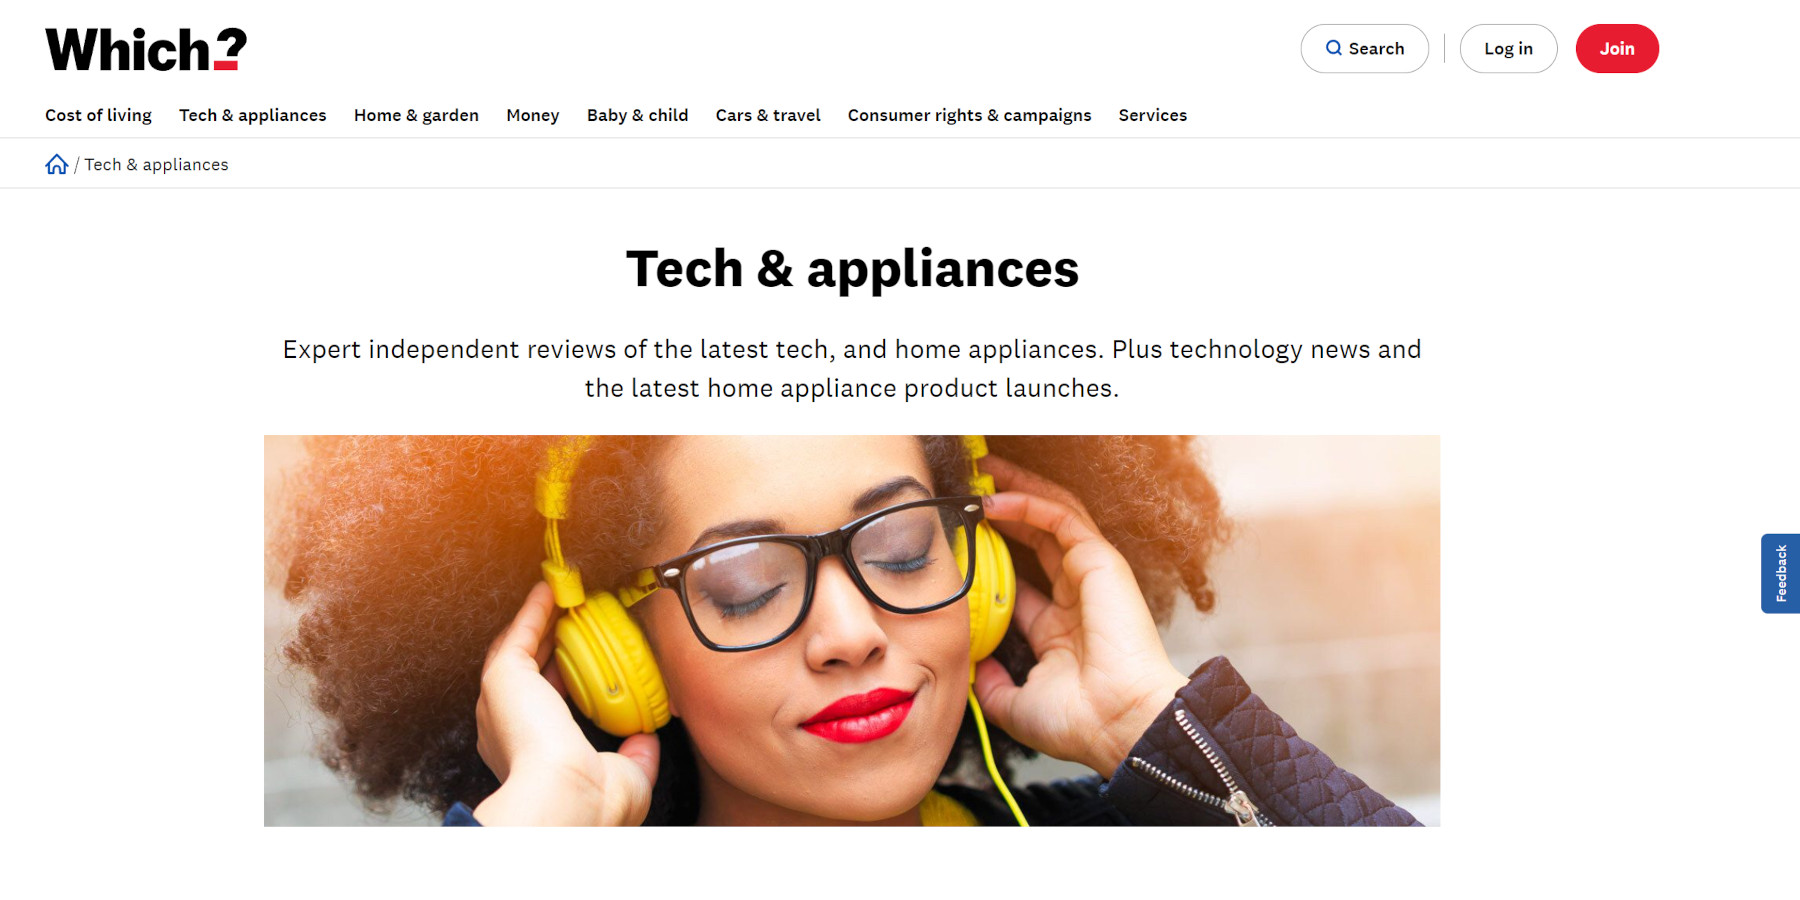 Which?
Search
Log in
Join
Cost of living
Tech & appliances
Home & garden
Money
Baby & child
Cars & travel
Consumer rights & campaigns
Services
/ Tech & appliances
Tech & appliances
Expert independent reviews of the latest tech, and home appliances. Plus technology news and
the latest home appliance product launches.
Feedback